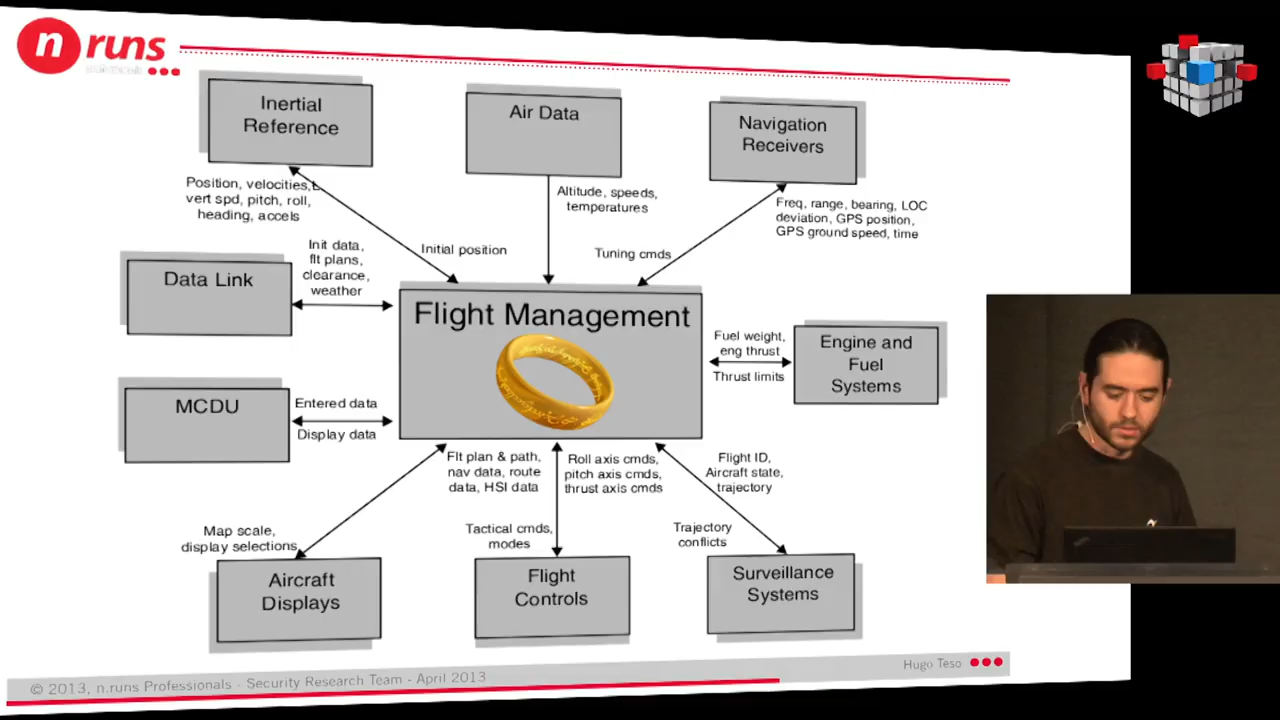 n runs
professionals
Inertial
Reference
Air Data
Navigation
Receivers
Position, velocities,
vert spd, pitch, roll,
heading, accels
Altitude, speeds,
temperatures
Freq, range, bearing, LOC
deviation, GPS position,
GPS ground speed, time
Initial position
Tuning cmds
Data Link
Init data,
flt plans,
clearance,
weather
Flight Management
Fuel weight,
eng thrust
Thrust limits
Engine and
Fuel
Systems
MCDU
Entered data
Display data
Flt plan & path,
nav data, route
data, HSI data
Roll axis cmds,
pitch axis cmds,
thrust axis cmds
Flight ID,
Aircraft state,
trajectory
Map scale,
display selections
Tactical cmds,
modes
Trajectory
conflicts
Aircraft
Displays
Flight
Controls
Surveillance
Systems
Hugo Teso
© 2013, n.runs Professionals - Security Research Team - April 2013